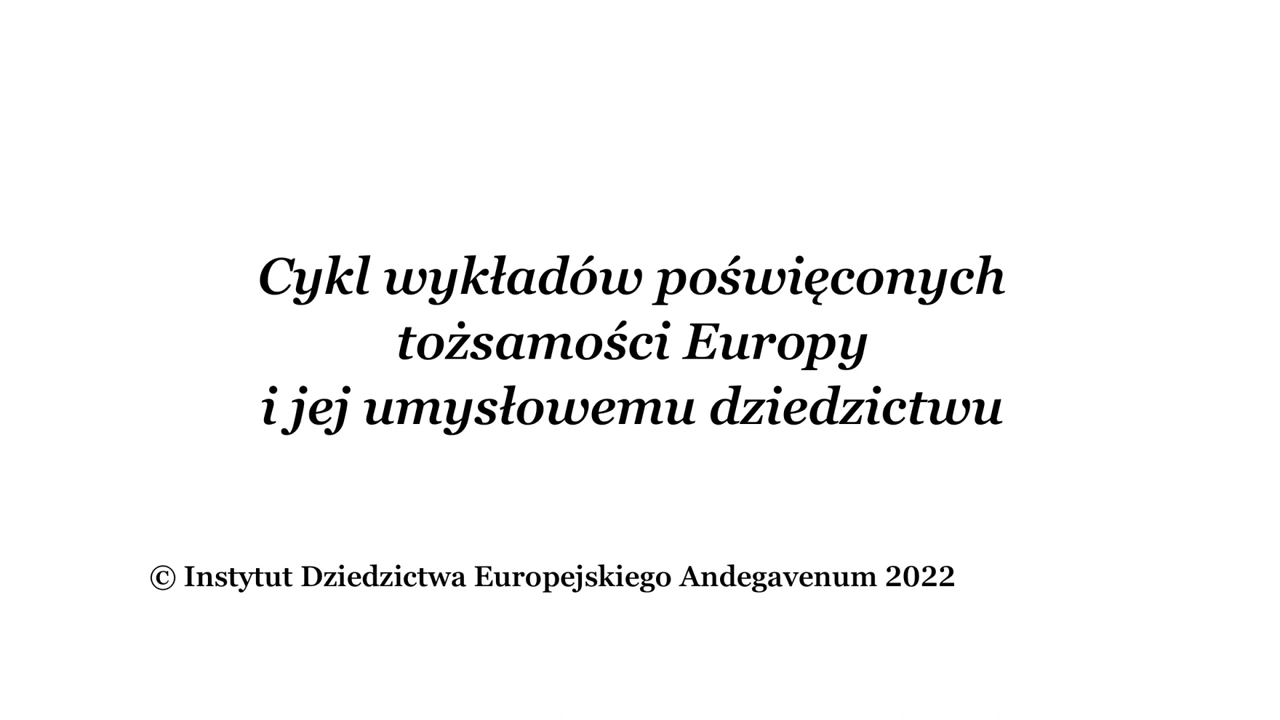 Cykl wykładów poświęconych
tożsamości Europy
i jej umysłowemu dziedzictwu
© Instytut Dziedzictwa Europejskiego Andegavenum 2022